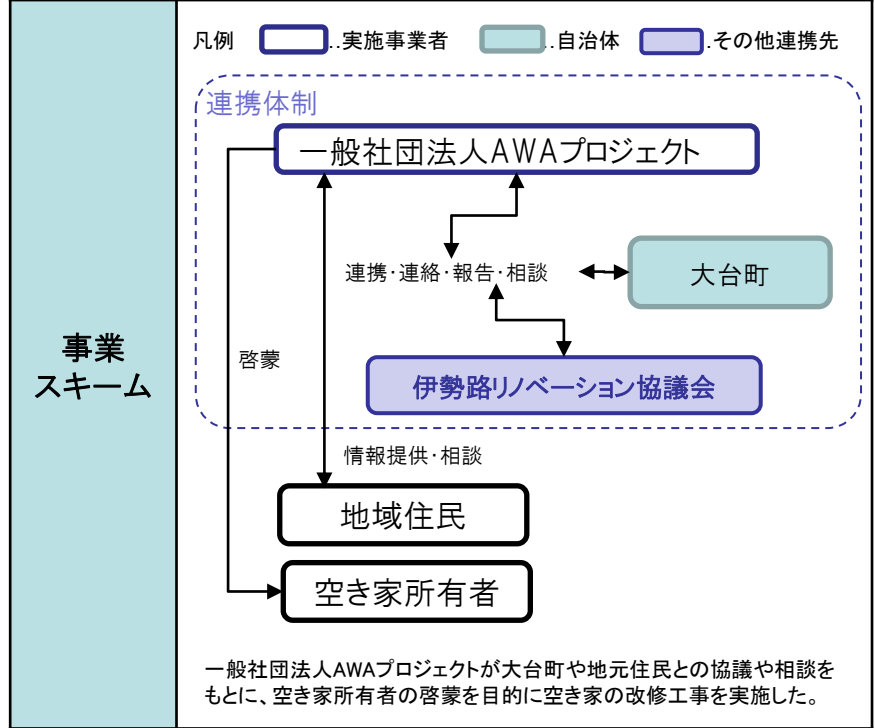 事業
スキーム
凡例 ‥実施事業者 ‥自治体 ‥その他連携先
連携体制
一般社団法人AWAプロジェクト
連携・連絡・報告・相談
大台町
啓蒙
伊勢路リノベーション協議会
情報提供・相談
地域住民
空き家所有者
一般社団法人AWAプロジェクトが大台町や地元住民との協議や相談を
もとに、空き家所有者の啓蒙を目的に空き家の改修工事を実施した。